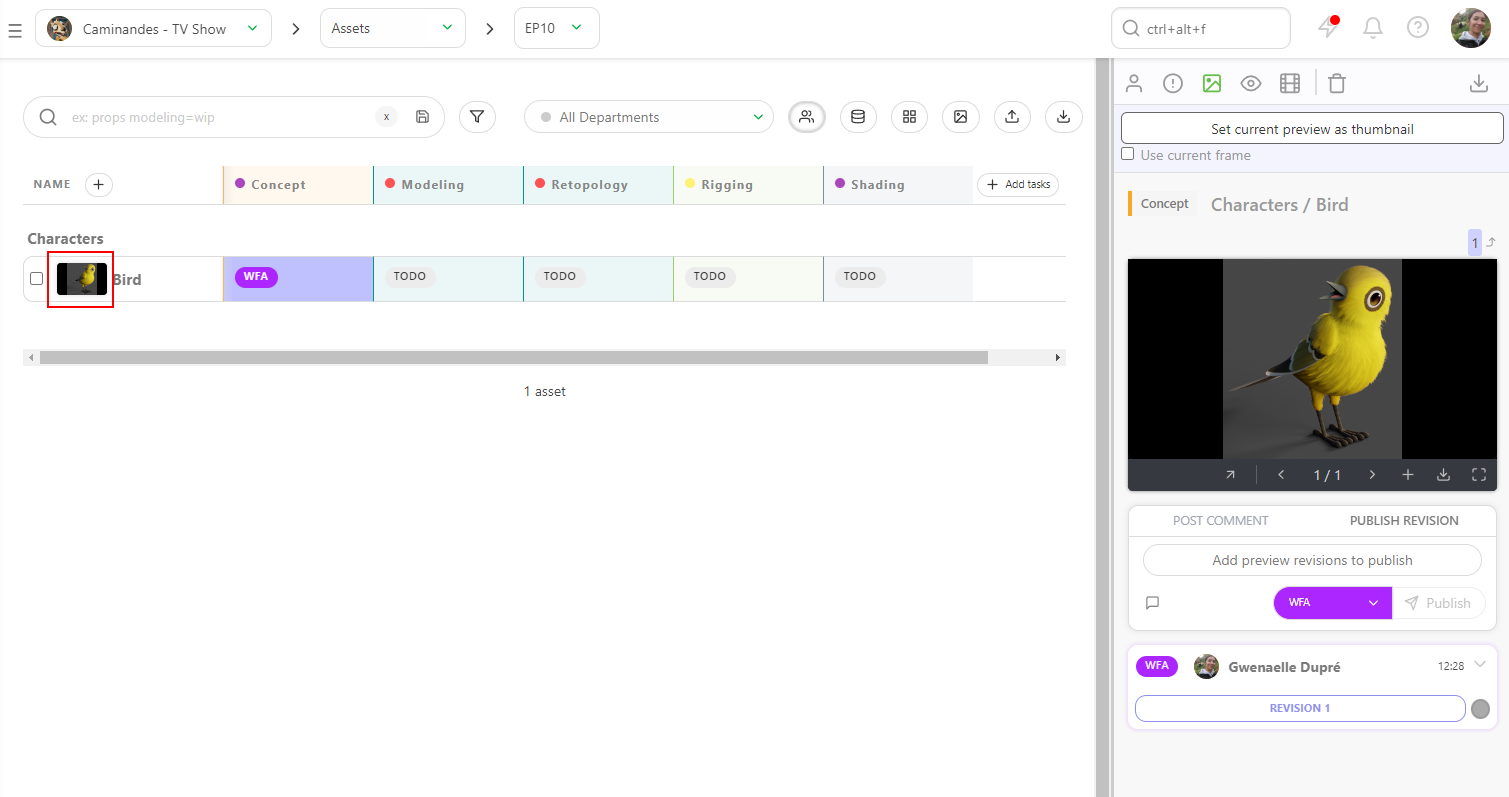 Caminandes - TV Show
Assets
EP10
ctrl+alt+f
ex: props modeling=wip
x
All Departments
NAME
Concept
Modeling
Retopology
Rigging
Shading
Add tasks
Characters
Bird
WFA
TODO
TODO
TODO
TODO
1 asset
Set current preview as thumbnail
Use current frame
Concept
Characters / Bird
1
1 / 1
POST COMMENT
PUBLISH REVISION
Add preview revisions to publish
WFA
Publish
WFA
Gwenaelle Dupré
12:28
REVISION 1